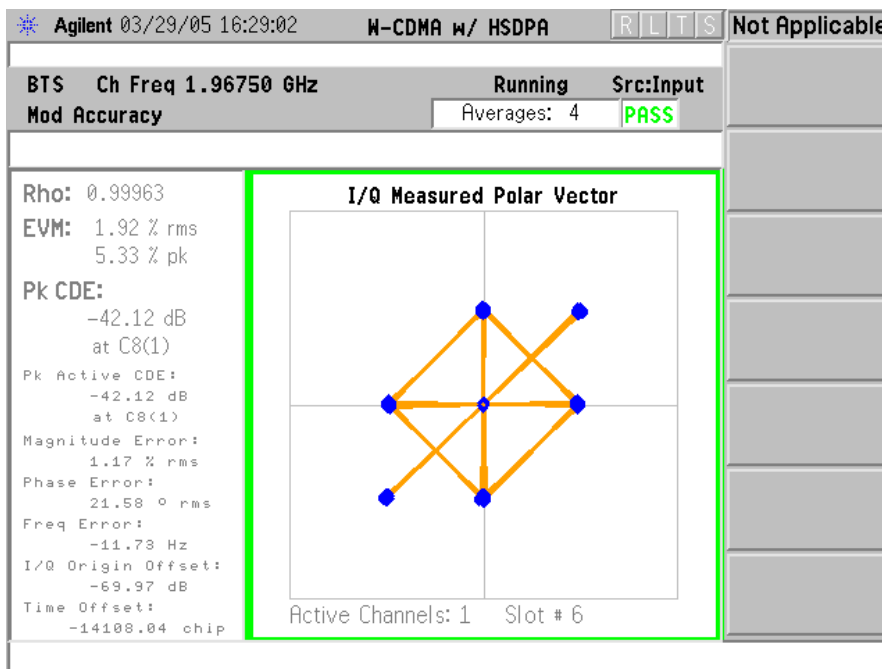 Agilent 03/29/05 16:29:02 W-CDMA w/ HSDPA R L T S Not Applicable
BTS Ch Freq 1.96750 GHz Running Src:Input
Mod Accuracy Averages: 4 PASS
Rho: 0.99963
EVM: 1.92 % rms
5.33 % pk
Pk CDE:
-42.12 dB
at C8(1)
Pk Active CDE:
-42.12 dB
at C8(1)
Magnitude Error:
1.17 % rms
Phase Error:
21.58 º rms
Freq Error:
-11.73 Hz
I/Q Origin Offset:
-69.97 dB
Time Offset:
-14108.04 chip
I/Q Measured Polar Vector
Active Channels: 1 Slot # 6